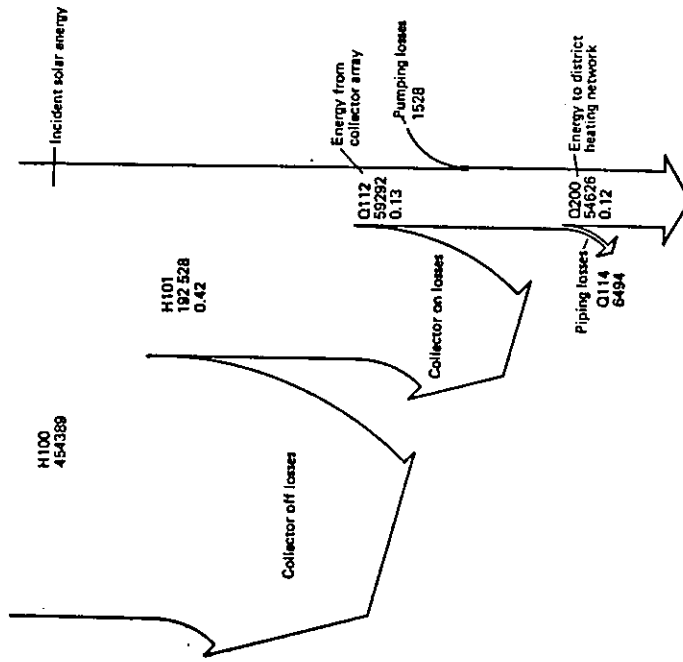 Incident solar energy
H100
454389
H101
192 528
0.42
Collector off losses
Energy from
collector array
Q112
59292
0.13
Pumping losses
1528
Collector on losses
Energy to district
heating network
Q200
54626
0.12
Piping losses
Q114
6494